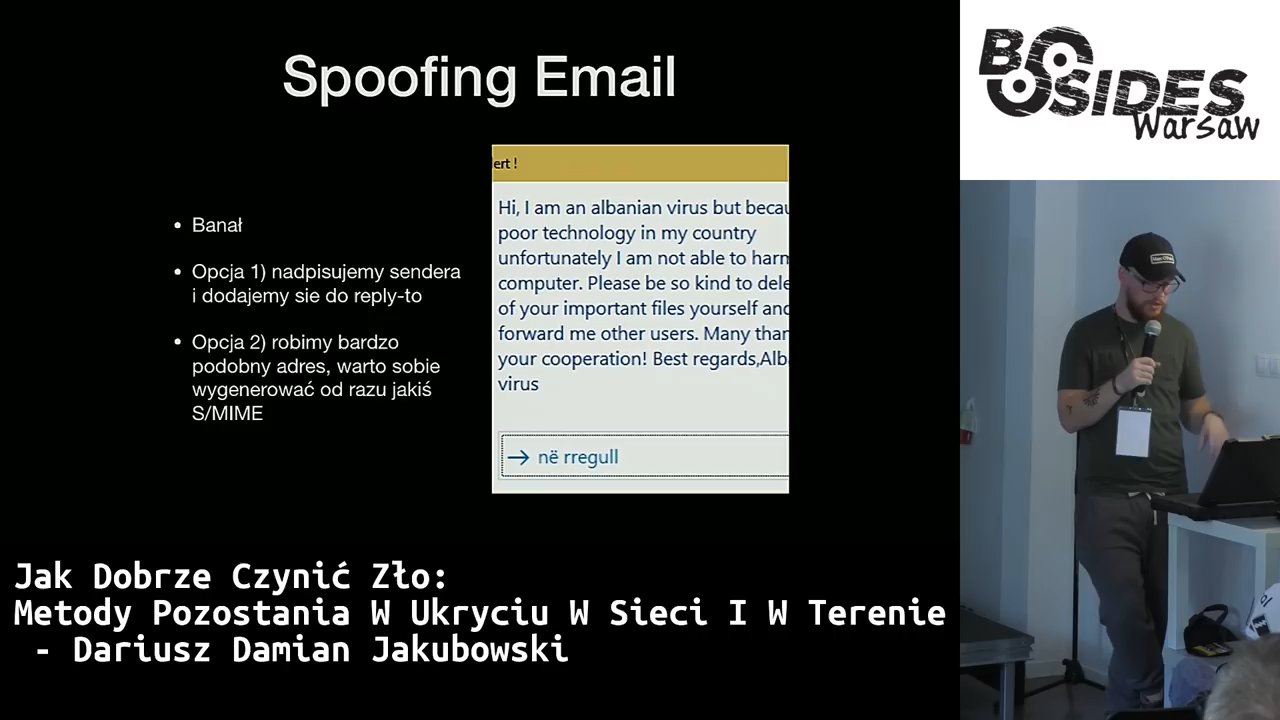 Spoofing Email
• Banał
• Opcja 1) nadpisujemy sendera
i dodajemy sie do reply-to
• Opcja 2) robimy bardzo
podobny adres, warto sobie
wygenerować od razu jakiś
S/MIME
ert !
Hi, I am an albanian virus but becau
poor technology in my country
unfortunately I am not able to harm
computer. Please be so kind to dele
of your important files yourself and
forward me other users. Many than
your cooperation! Best regards,Alb
virus
→ në rregull
BSIDES
Warsaw
Jak Dobrze Czynić Zło:
Metody Pozostania W Ukryciu W Sieci I W Terenie
- Dariusz Damian Jakubowski